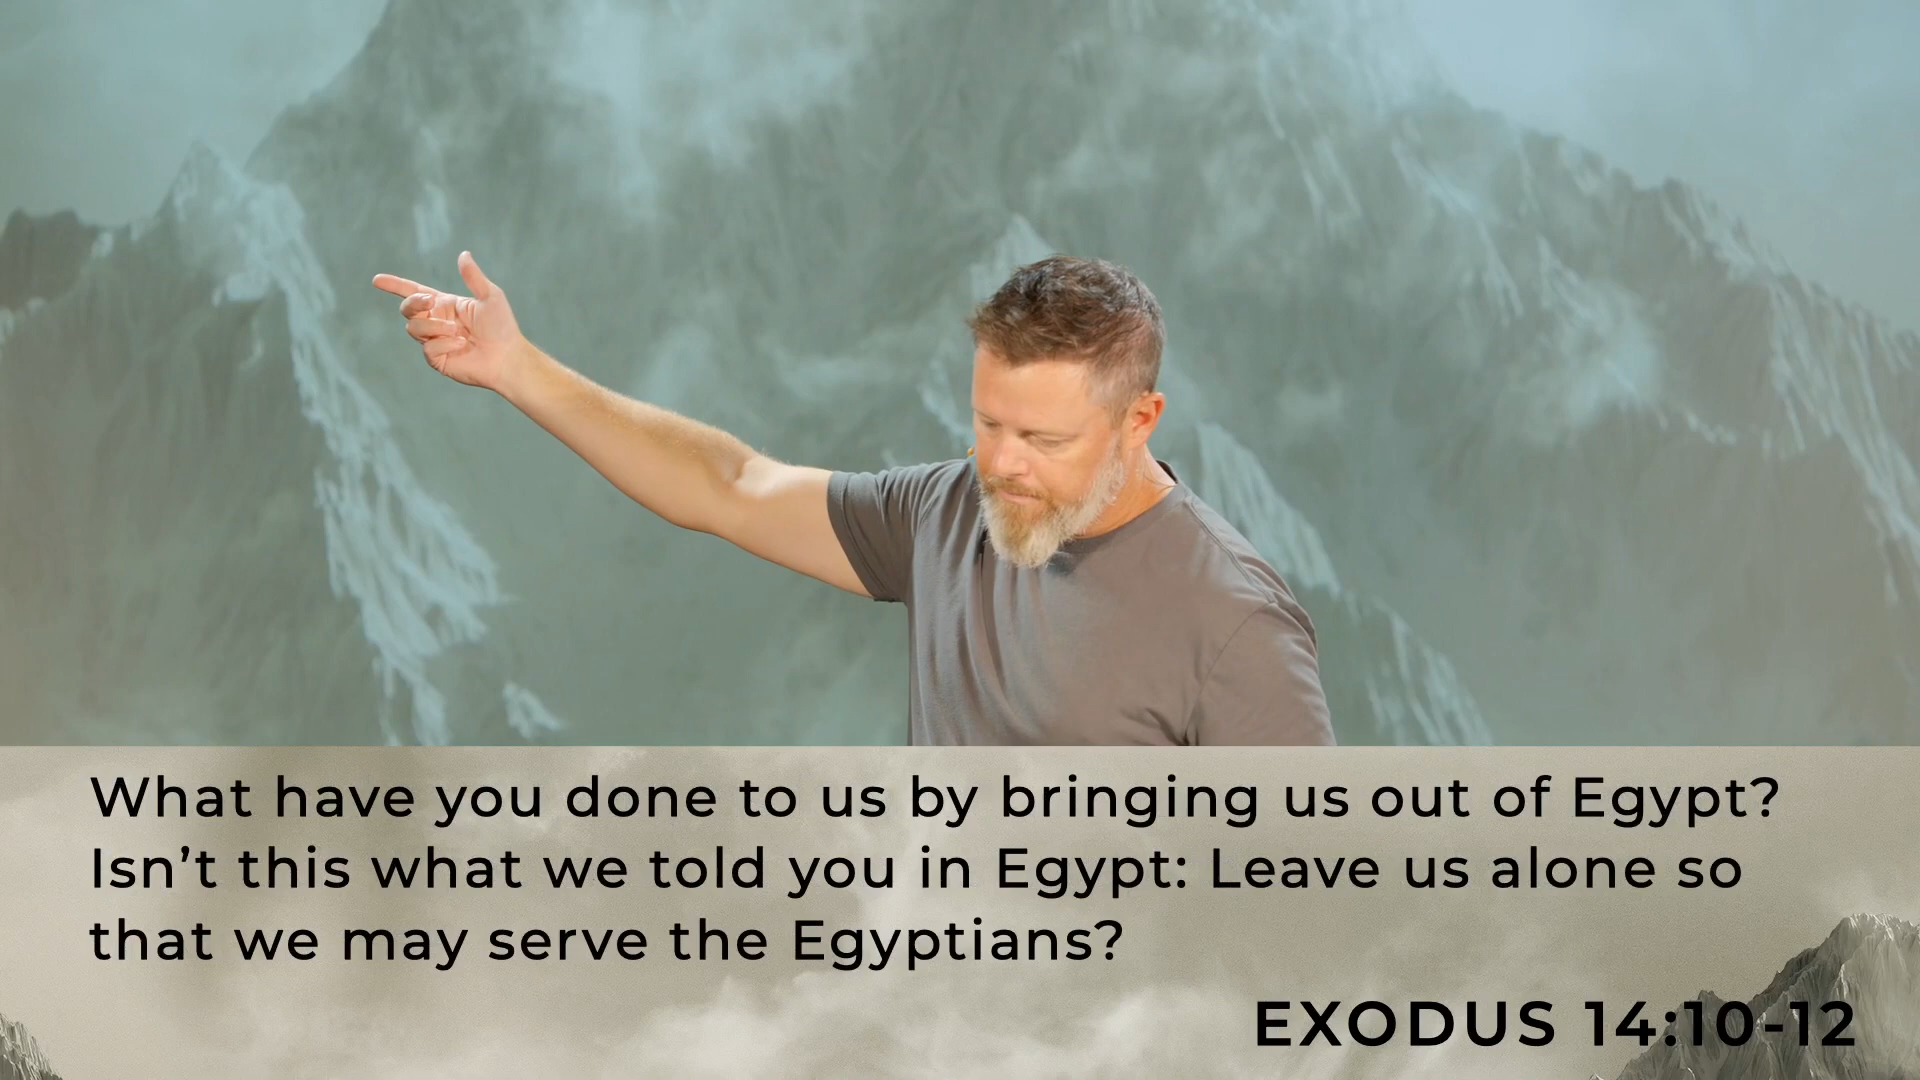 What have you done to us by bringing us out of Egypt?
Isn’t this what we told you in Egypt: Leave us alone so
that we may serve the Egyptians?
EXODUS 14:10-12